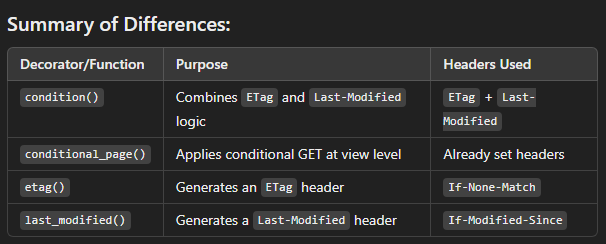 Summary of Differences:
Decorator/Function Purpose Headers Used
condition() Combines ETag and Last-Modified logic ETag + Last-Modified
conditional_page() Applies conditional GET at view level Already set headers
etag() Generates an ETag header If-None-Match
last_modified() Generates a Last-Modified header If-Modified-Since